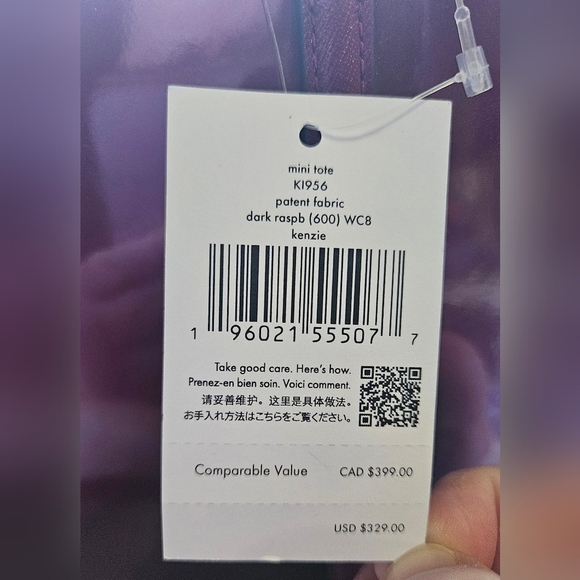 mini tote
KI956
patent fabric
dark raspb (600) WC8
kenzie
1 96021 55507 7
Take good care. Here's how.
Prenez-en bien soin. Voici comment.
请妥善维护。这里是具体做法。
お手入れ方法はこちらをご覧ください。
Comparable Value CAD $399.00
USD $329.00